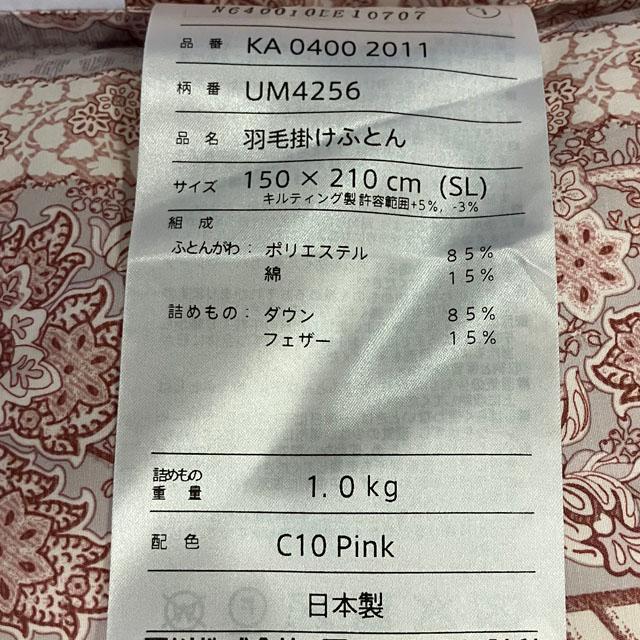 NG40010LE10707 1
品番 KA 0400 2011
柄番 UM4256
品名 羽毛掛けふとん
サイズ 150 × 210 cm (SL)
キルティング製 許容範囲+5%, -3%
組成
ふとんがわ: ポリエステル 85%
綿 15%
詰めもの: ダウン 85%
フェザー 15%
詰めもの
重量 1.0kg
配色 C10 Pink
日本製